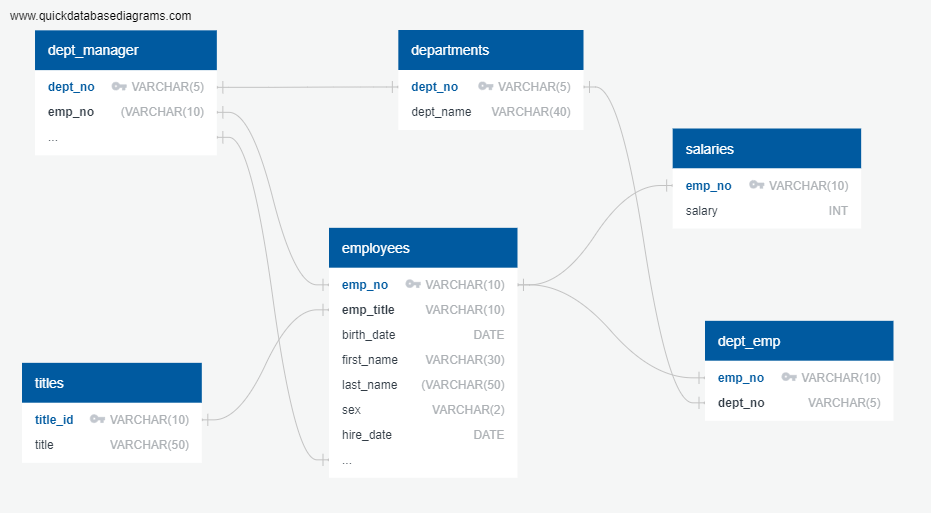 www.quickdatabasediagrams.com
dept_manager
dept_no VARCHAR(5)
emp_no (VARCHAR(10)
...
departments
dept_no VARCHAR(5)
dept_name VARCHAR(40)
salaries
emp_no VARCHAR(10)
salary INT
employees
emp_no VARCHAR(10)
emp_title VARCHAR(10)
birth_date DATE
first_name VARCHAR(30)
last_name (VARCHAR(50)
sex VARCHAR(2)
hire_date DATE
...
dept_emp
emp_no VARCHAR(10)
dept_no VARCHAR(5)
titles
title_id VARCHAR(10)
title VARCHAR(50)